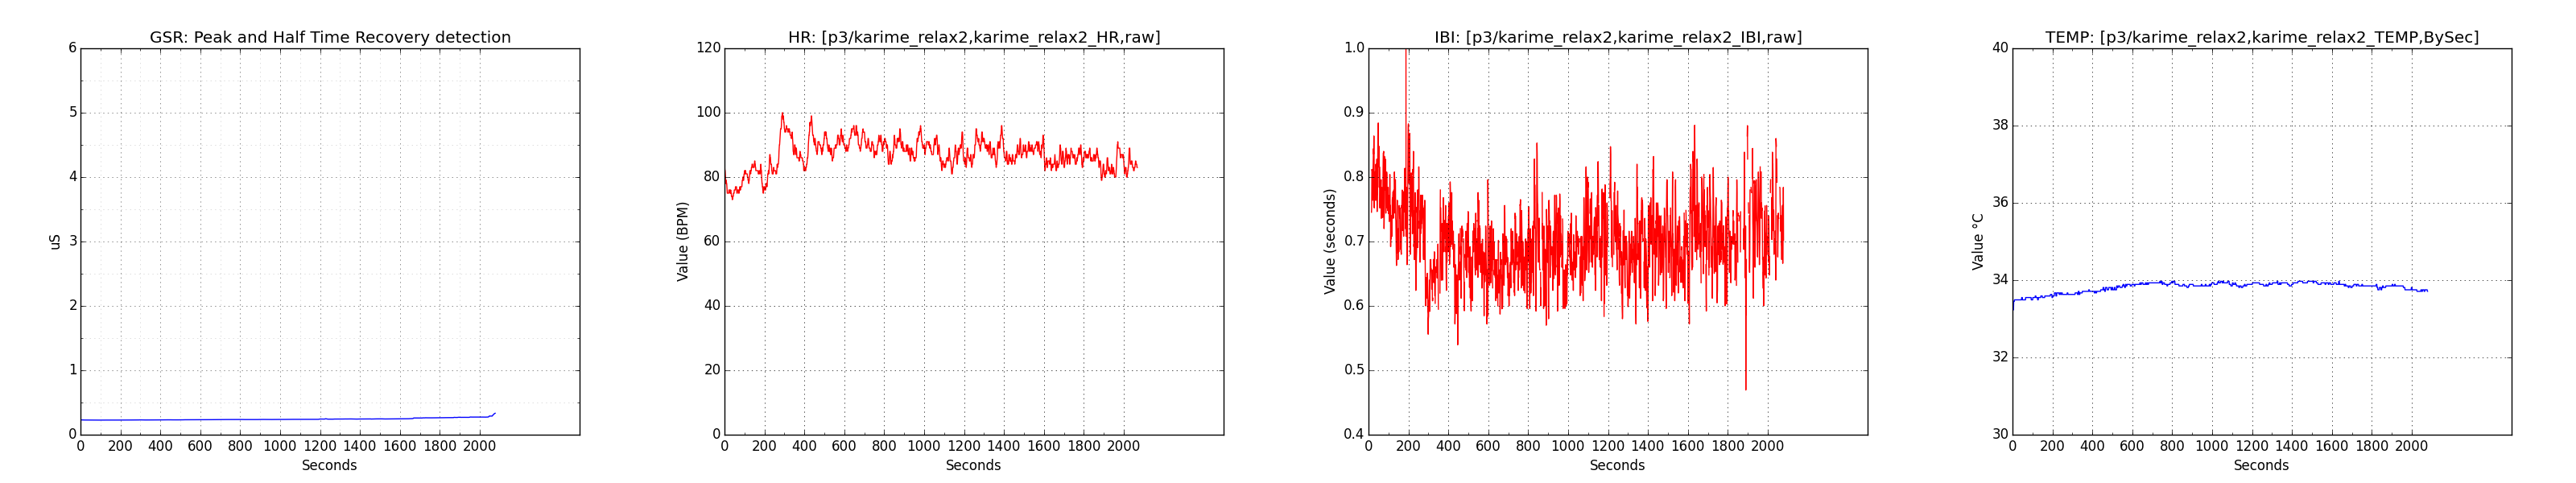 GSR: Peak and Half Time Recovery detection
6
5
4
3
2
1
0
uS
0 200 400 600 800 1000 1200 1400 1600 1800 2000
Seconds
HR: [p3/karime_relax2,karime_relax2_HR,raw]
120
100
80
60
40
20
0
Value (BPM)
0 200 400 600 800 1000 1200 1400 1600 1800 2000
Seconds
IBI: [p3/karime_relax2,karime_relax2_IBI,raw]
1.0
0.9
0.8
0.7
0.6
0.5
0.4
Value (seconds)
0 200 400 600 800 1000 1200 1400 1600 1800 2000
Seconds
TEMP: [p3/karime_relax2,karime_relax2_TEMP,BySec]
40
38
36
34
32
30
Value °C
0 200 400 600 800 1000 1200 1400 1600 1800 2000
Seconds